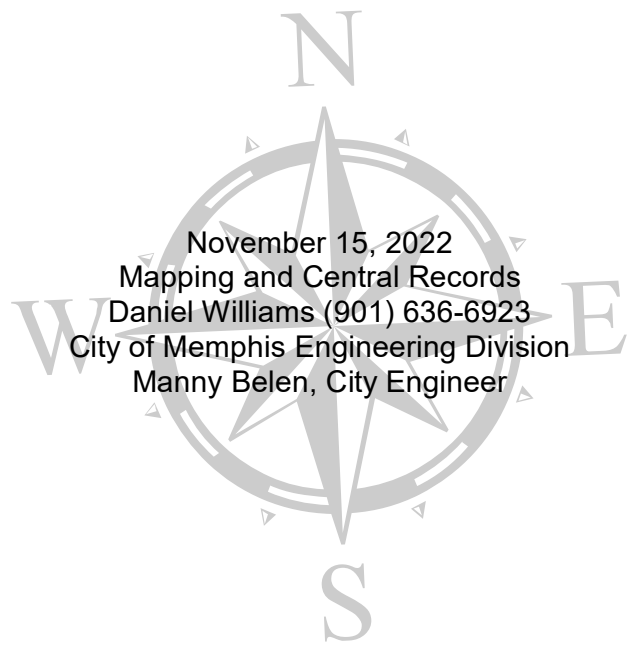 N
November 15, 2022
Mapping and Central Records
W Daniel Williams (901) 636-6923 E
City of Memphis Engineering Division
Manny Belen, City Engineer
S